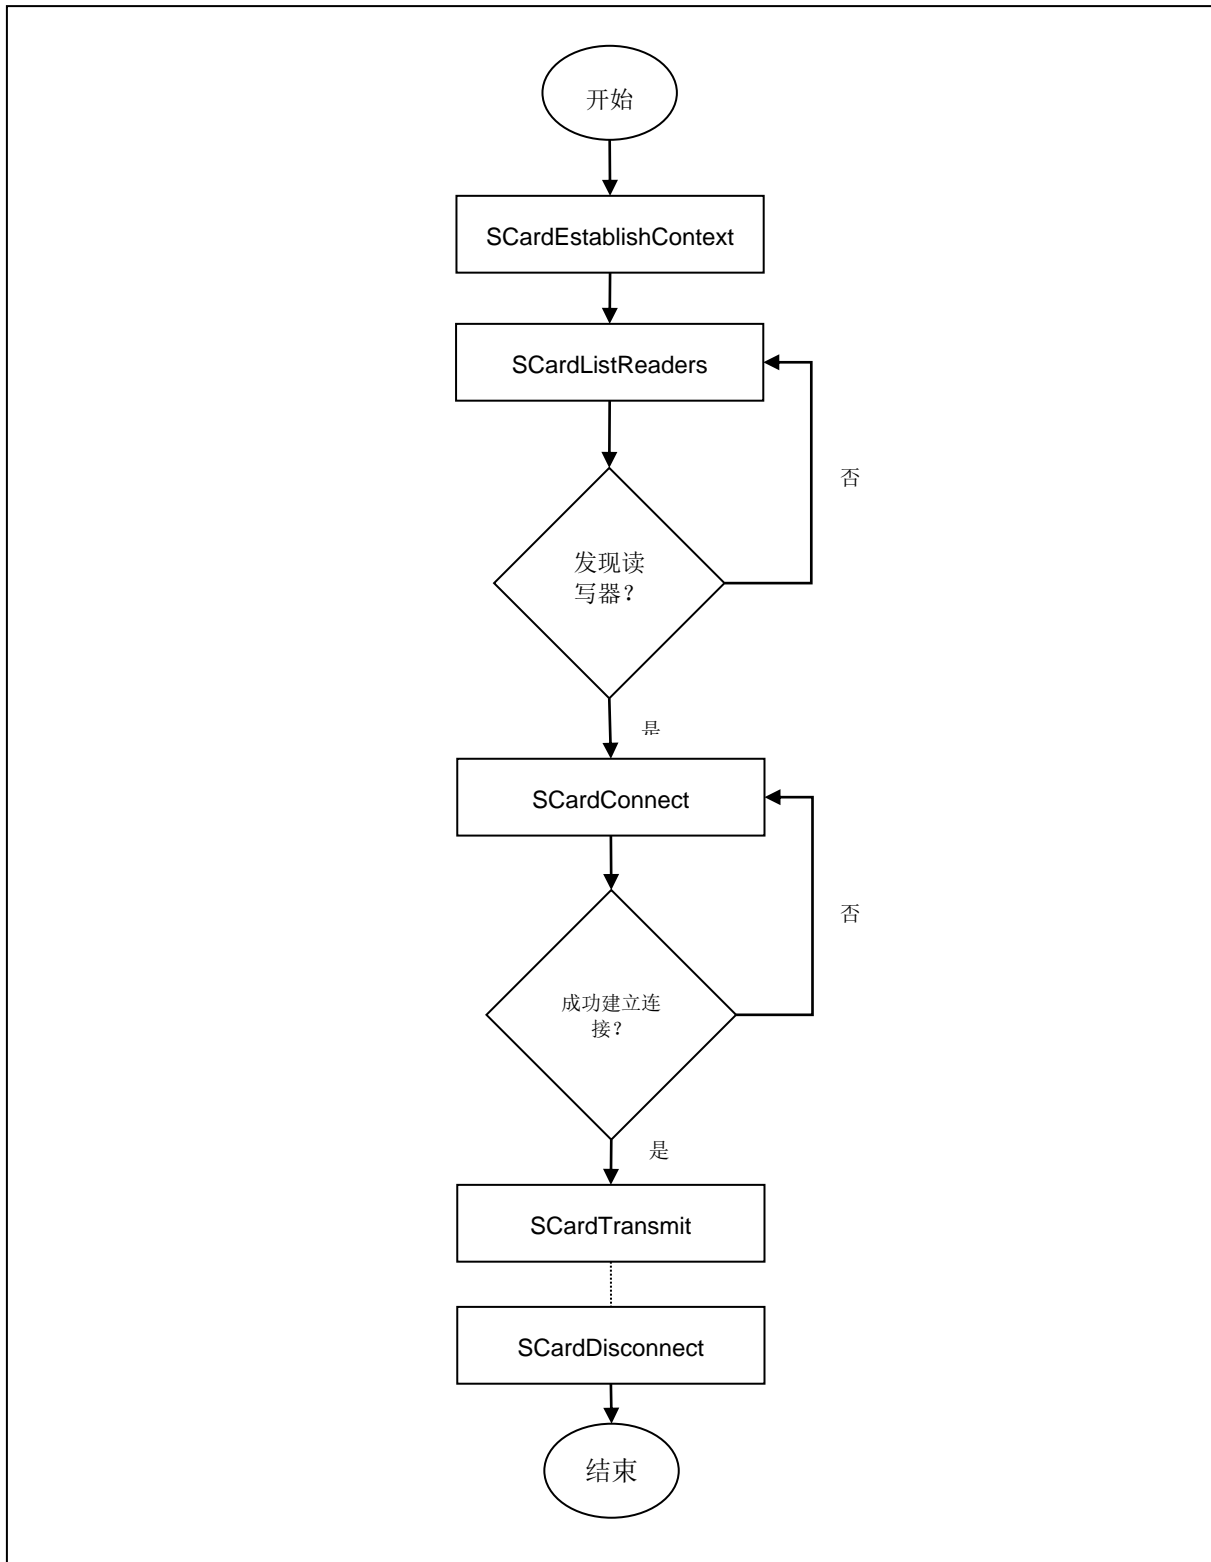 开始
SCardEstablishContext
SCardListReaders
否
发现读
写器？
是
SCardConnect
否
成功建立连
接？
是
SCardTransmit
SCardDisconnect
结束